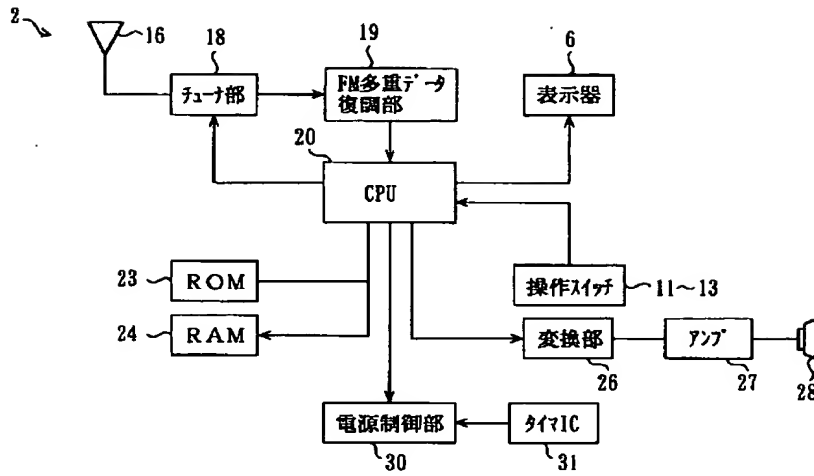 2
16
18
チューナ部
19
FM多重データ
復調部
6
表示器
20
CPU
23
ROM
24
RAM
操作スイッチ
11～13
変換部
26
アンプ
27
28
電源制御部
30
タイマIC
31